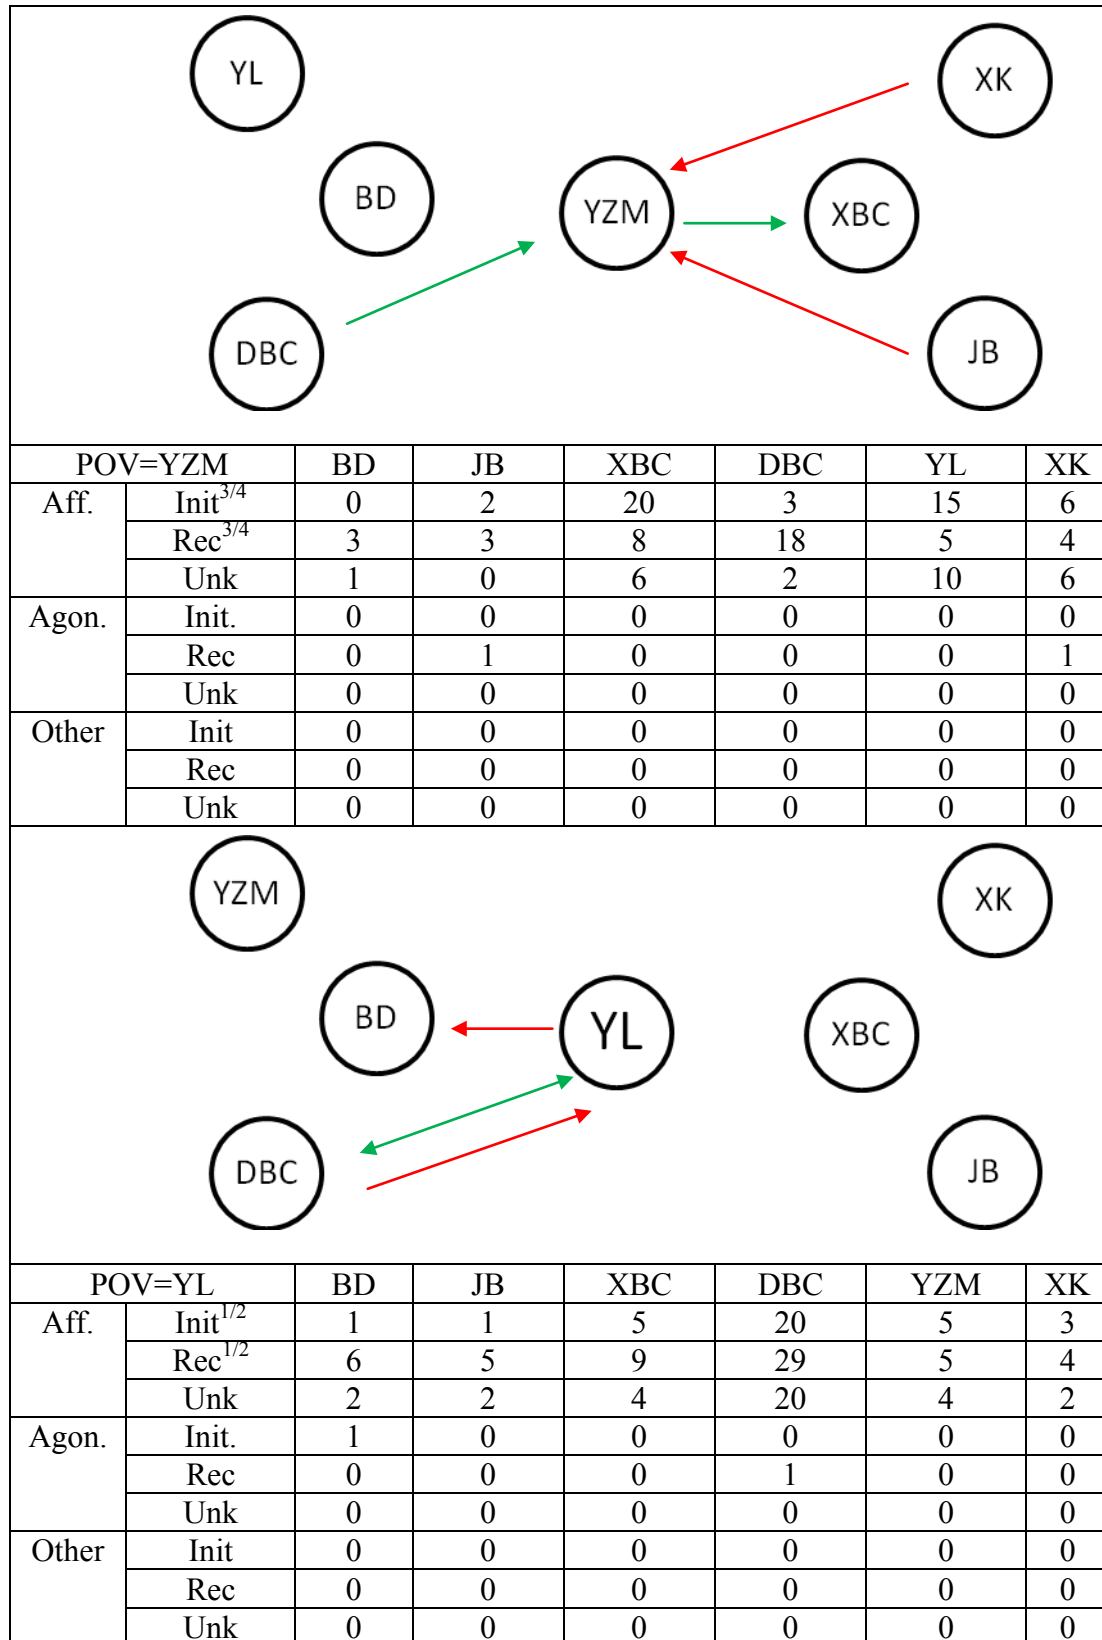 YL XK
BD YZM XBC
DBC JB
POV=YZM BD JB XBC DBC YL XK
Aff. Init3/4 0 2 20 3 15 6
Rec3/4 3 3 8 18 5 4
Unk 1 0 6 2 10 6
Agon. Init. 0 0 0 0 0 0
Rec 0 1 0 0 0 1
Unk 0 0 0 0 0 0
Other Init 0 0 0 0 0 0
Rec 0 0 0 0 0 0
Unk 0 0 0 0 0 0
YZM XK
BD YL XBC
DBC JB
POV=YL BD JB XBC DBC YZM XK
Aff. Init1/2 1 1 5 20 5 3
Rec1/2 6 5 9 29 5 4
Unk 2 2 4 20 4 2
Agon. Init. 1 0 0 0 0 0
Rec 0 0 0 1 0 0
Unk 0 0 0 0 0 0
Other Init 0 0 0 0 0 0
Rec 0 0 0 0 0 0
Unk 0 0 0 0 0 0